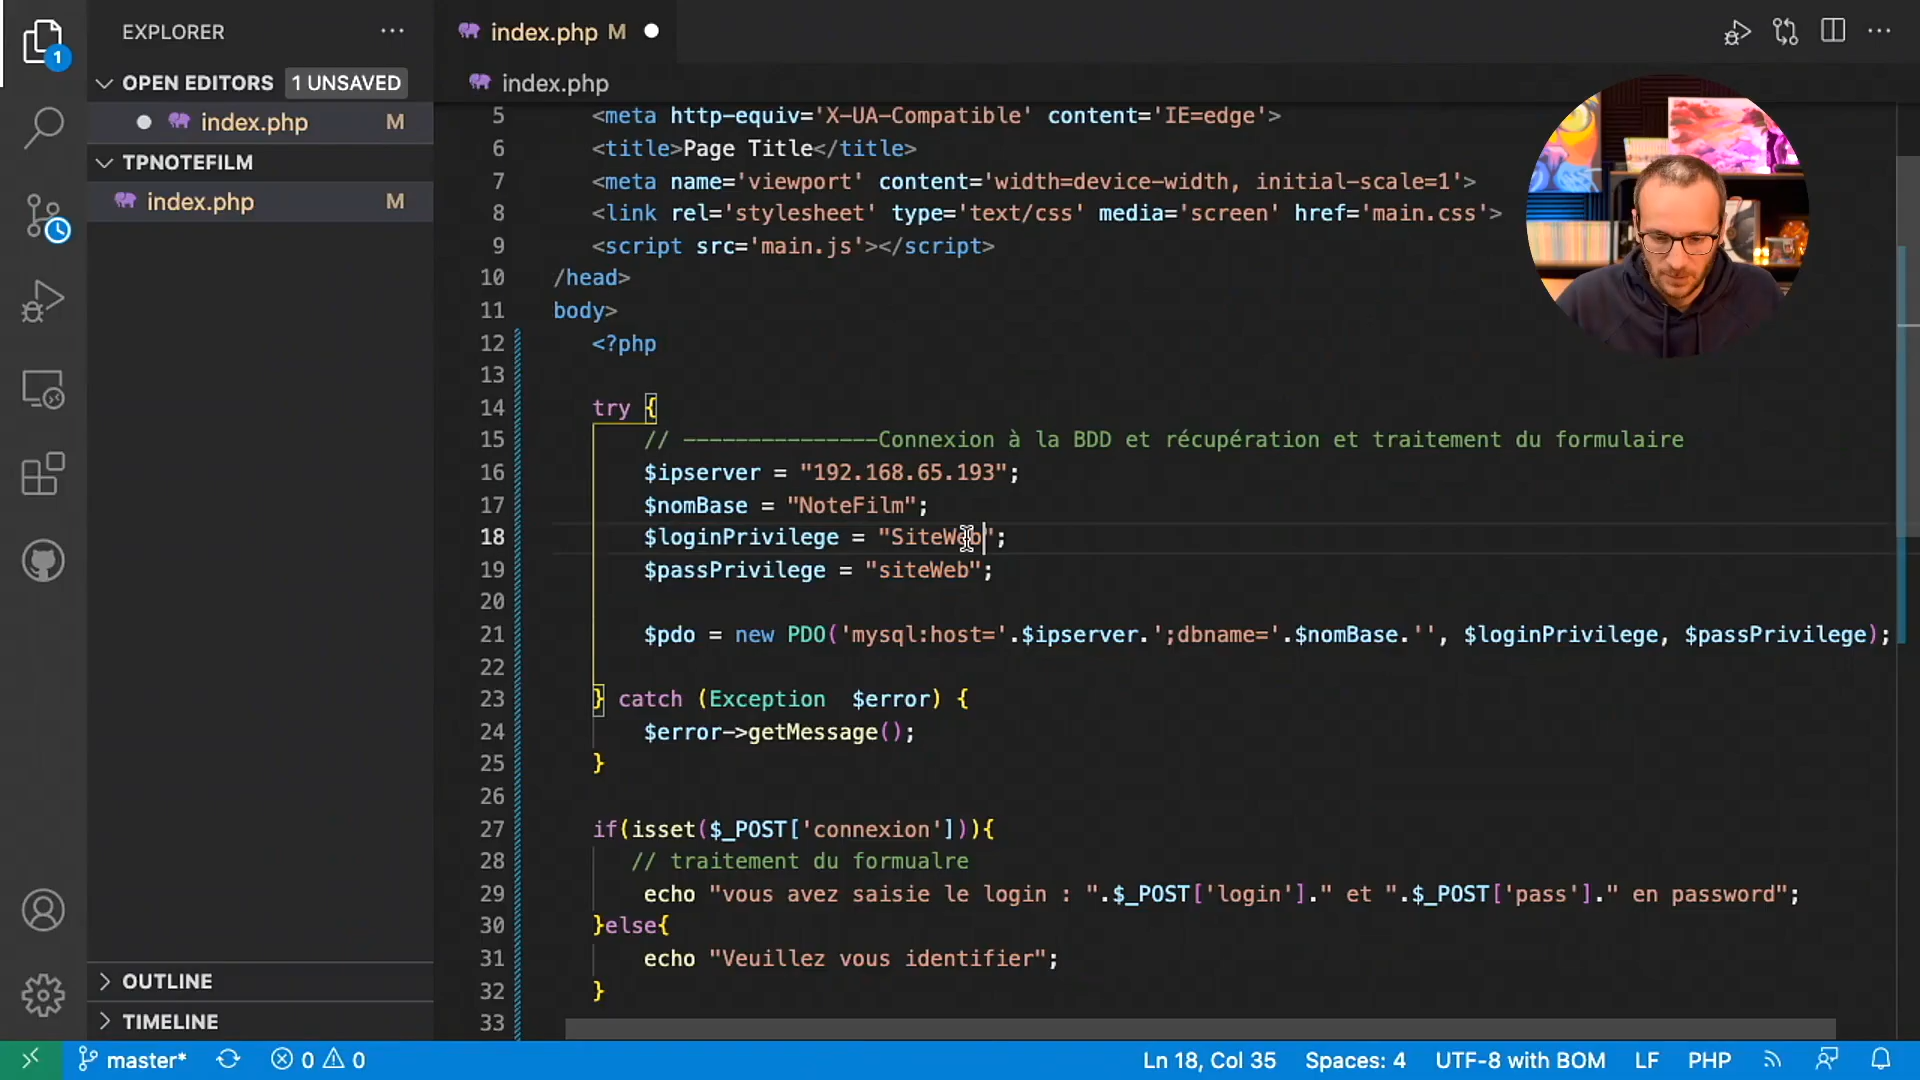 EXPLORER
index.php M
OPEN EDITORS 1 UNSAVED
index.php M
TPNOTEFILM
index.php M
OUTLINE
TIMELINE
1
index.php
5 <meta http-equiv='X-UA-Compatible' content='IE=edge'>
6 <title>Page Title</title>
7 <meta name='viewport' content='width=device-width, initial-scale=1'>
8 <link rel='stylesheet' type='text/css' media='screen' href='main.css'>
9 <script src='main.js'></script>
10 /head>
11 body>
12 <?php
13
14 try {
15 // ---------------Connexion à la BDD et récupération et traitement du formulaire
16 $ipserver = "192.168.65.193";
17 $nomBase = "NoteFilm";
18 $loginPrivilege = "SiteWeb";
19 $passPrivilege = "siteWeb";
20
21 $pdo = new PDO('mysql:host='.$ipserver.';dbname='.$nomBase.'', $loginPrivilege, $passPrivilege);
22
23 } catch (Exception  $error) {
24 $error->getMessage();
25 }
26
27 if(isset($_POST['connexion'])){
28 // traitement du formualre
29 echo "vous avez saisie le login : ".$_POST['login']." et ".$_POST['pass']." en password";
30 }else{
31 echo "Veuillez vous identifier";
32 }
33
master* 0 0 Ln 18, Col 35 Spaces: 4 UTF-8 with BOM LF PHP